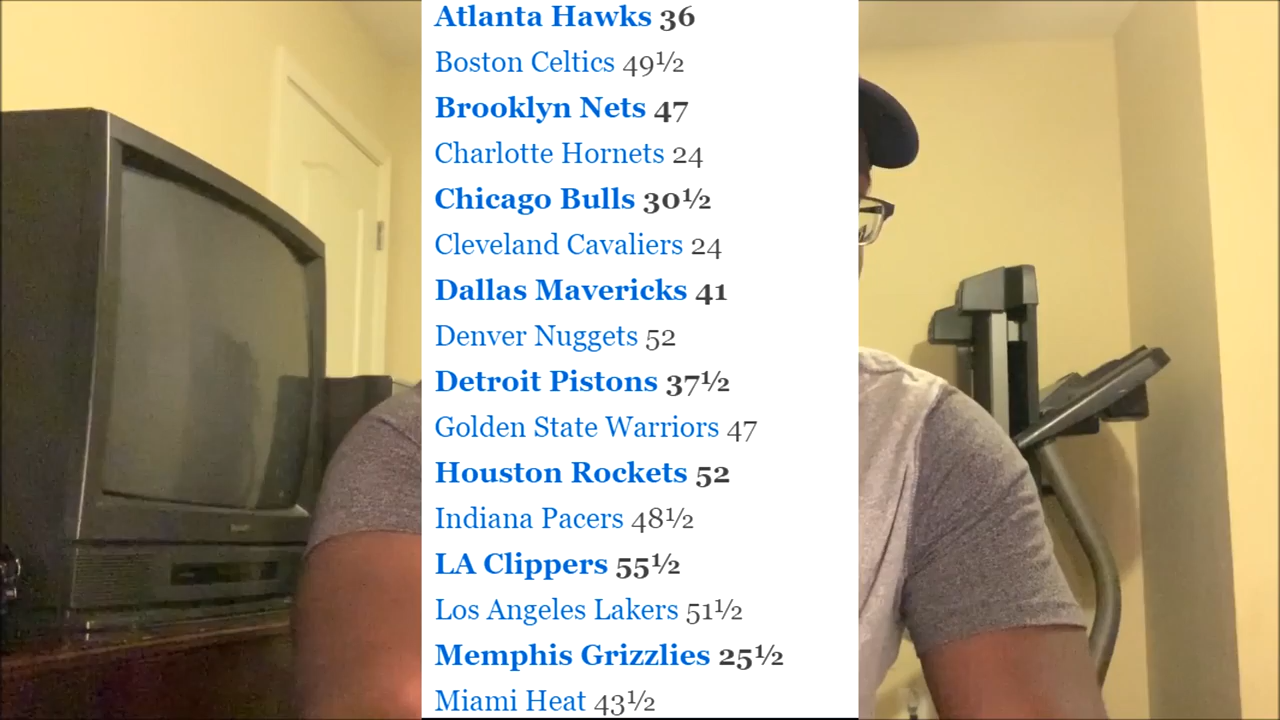 Atlanta Hawks 36
Boston Celtics 49½
Brooklyn Nets 47
Charlotte Hornets 24
Chicago Bulls 30½
Cleveland Cavaliers 24
Dallas Mavericks 41
Denver Nuggets 52
Detroit Pistons 37½
Golden State Warriors 47
Houston Rockets 52
Indiana Pacers 48½
LA Clippers 55½
Los Angeles Lakers 51½
Memphis Grizzlies 25½
Miami Heat 43½